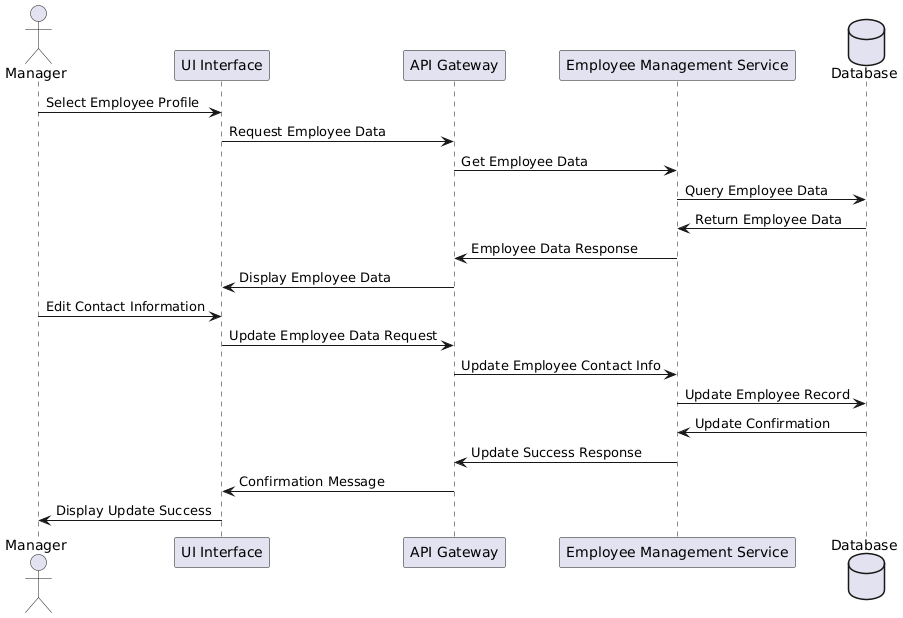 Manager
UI Interface
API Gateway
Employee Management Service
Database
Select Employee Profile
Request Employee Data
Get Employee Data
Query Employee Data
Return Employee Data
Employee Data Response
Display Employee Data
Edit Contact Information
Update Employee Data Request
Update Employee Contact Info
Update Employee Record
Update Confirmation
Update Success Response
Confirmation Message
Display Update Success
Manager
UI Interface
API Gateway
Employee Management Service
Database